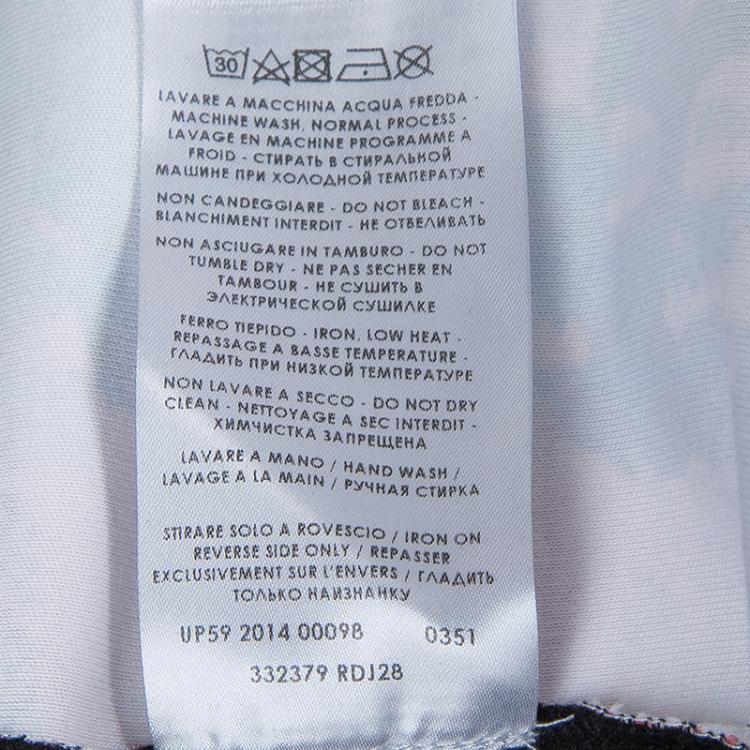 30
LAVARE A MACCHINA ACQUA FREDDA -
MACHINE WASH, NORMAL PROCESS -
LAVAGE EN MACHINE PROGRAMME A
FROID - СТИРАТЬ В СТИРАЛЬНОЙ
МАШИНЕ ПРИ ХОЛОДНОЙ ТЕМПЕРАТУРЕ
NON CANDEGGIARE - DO NOT BLEACH -
BLANCHIMENT INTERDIT - НЕ ОТБЕЛИВАТЬ
NON ASCIUGARE IN TAMBURO - DO NOT
TUMBLE DRY - NE PAS SECHER EN
TAMBOUR - НЕ СУШИТЬ В
ЭЛЕКТРИЧЕСКОЙ СУШИЛКЕ
FERRO TIEPIDO - IRON, LOW HEAT -
REPASSAGE A BASSE TEMPERATURE -
ГЛАДИТЬ ПРИ НИЗКОЙ ТЕМПЕРАТУРЕ
NON LAVARE A SECCO - DO NOT DRY
CLEAN - NETTOYAGE A SEC INTERDIT -
ХИМЧИСТКА ЗАПРЕЩЕНА
LAVARE A MANO / HAND WASH /
LAVAGE A LA MAIN / РУЧНАЯ СТИРКА
STIRARE SOLO A ROVESCIO / IRON ON
REVERSE SIDE ONLY / REPASSER
EXCLUSIVEMENT SUR L'ENVERS / ГЛАДИТЬ
ТОЛЬКО НАИЗНАНКУ
UP59 2014 00098 0351
332379 RDJ28